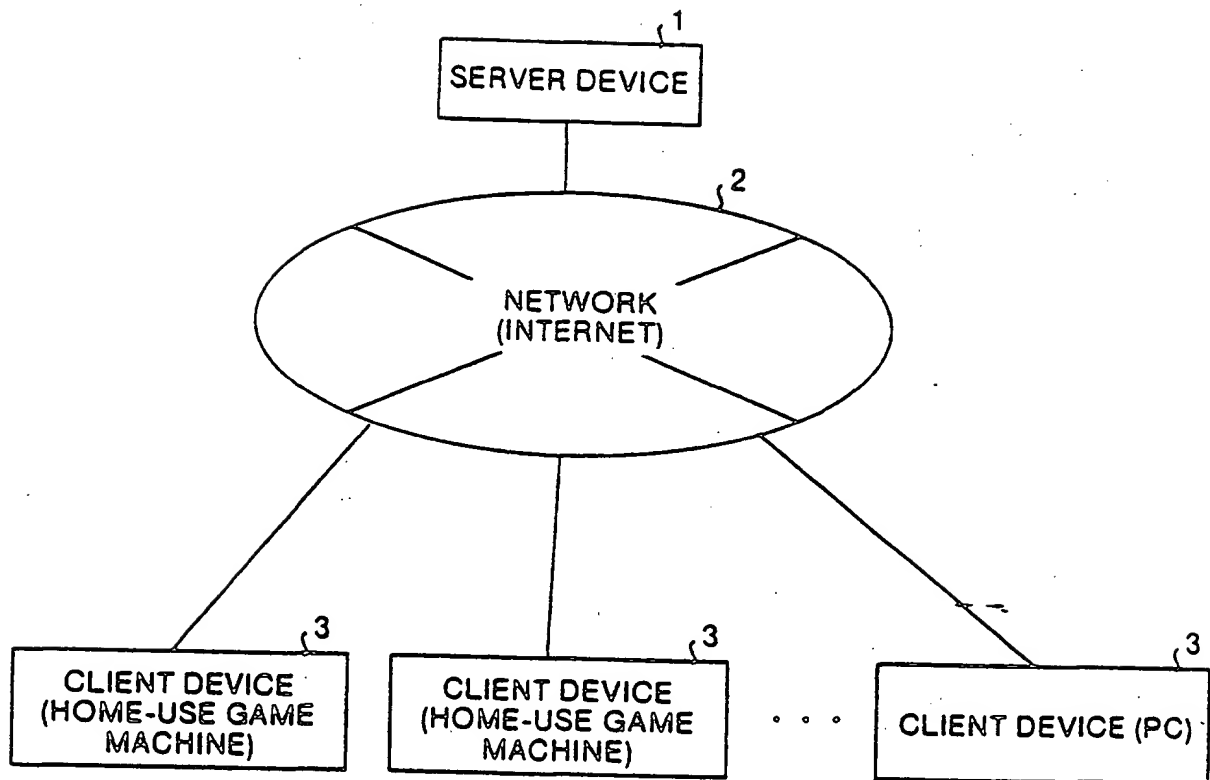 1
SERVER DEVICE
2
NETWORK
(INTERNET)
3
CLIENT DEVICE
(HOME-USE GAME
MACHINE)
3
CLIENT DEVICE
(HOME-USE GAME
MACHINE)
3
CLIENT DEVICE (PC)